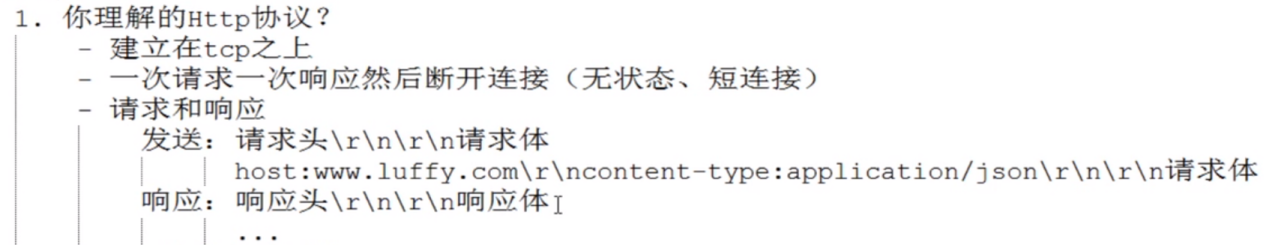 1. 你理解的Http协议？
- 建立在tcp之上
- 一次请求一次响应然后断开连接（无状态、短连接）
- 请求和响应
发送：请求头\r\n\r\n请求体
host:www.luffy.com\r\ncontent-type:application/json\r\n\r\n请求体
响应：响应头\r\n\r\n响应体
...